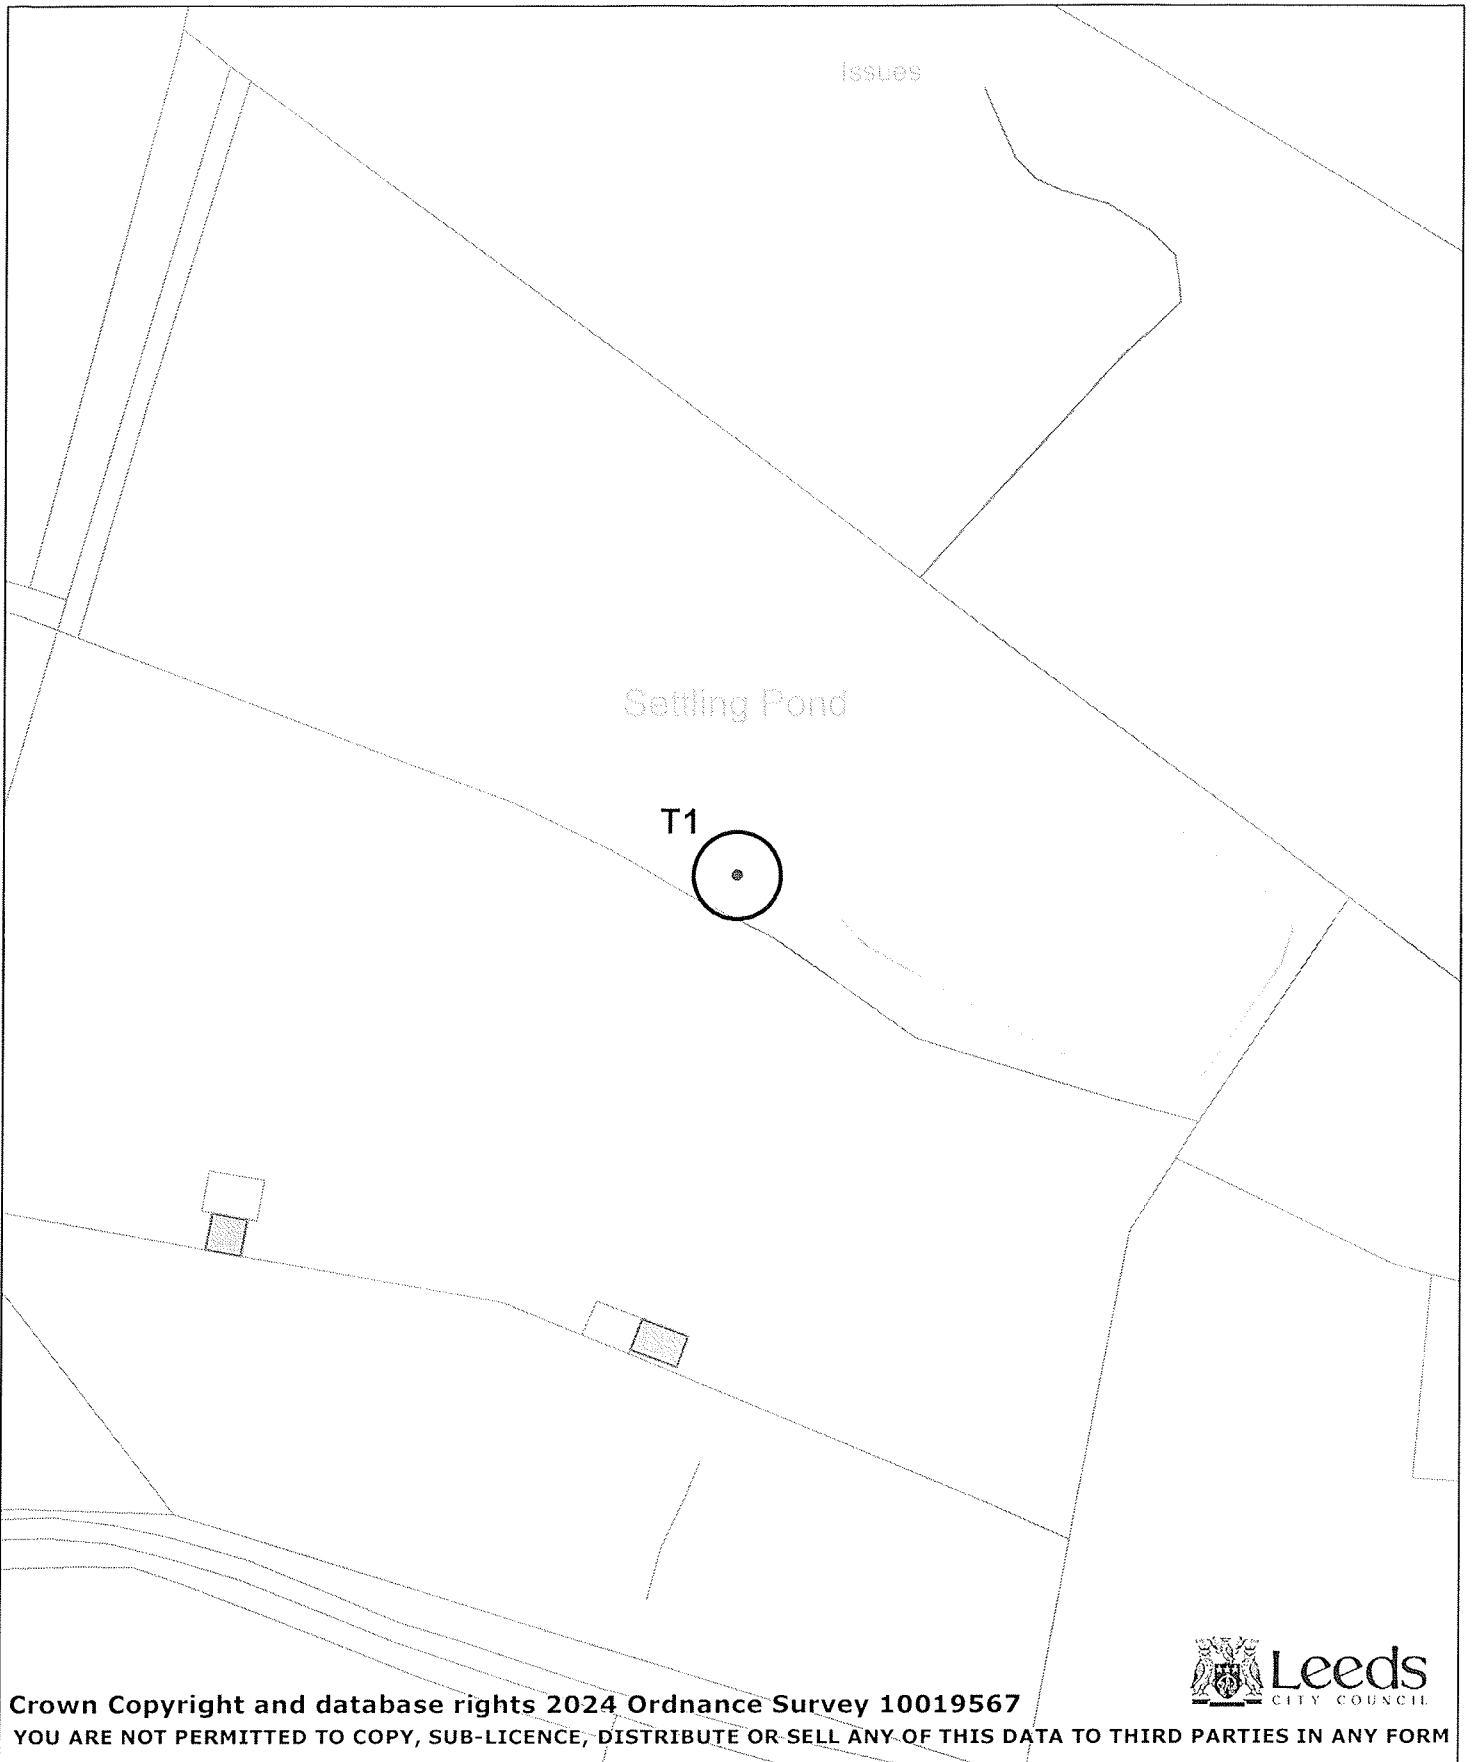 Issues
Settling Pond
T1
Leeds
CITY COUNCIL
Crown Copyright and database rights 2024 Ordnance Survey 10019567
YOU ARE NOT PERMITTED TO COPY, SUB-LICENCE, DISTRIBUTE OR SELL ANY OF THIS DATA TO THIRD PARTIES IN ANY FORM